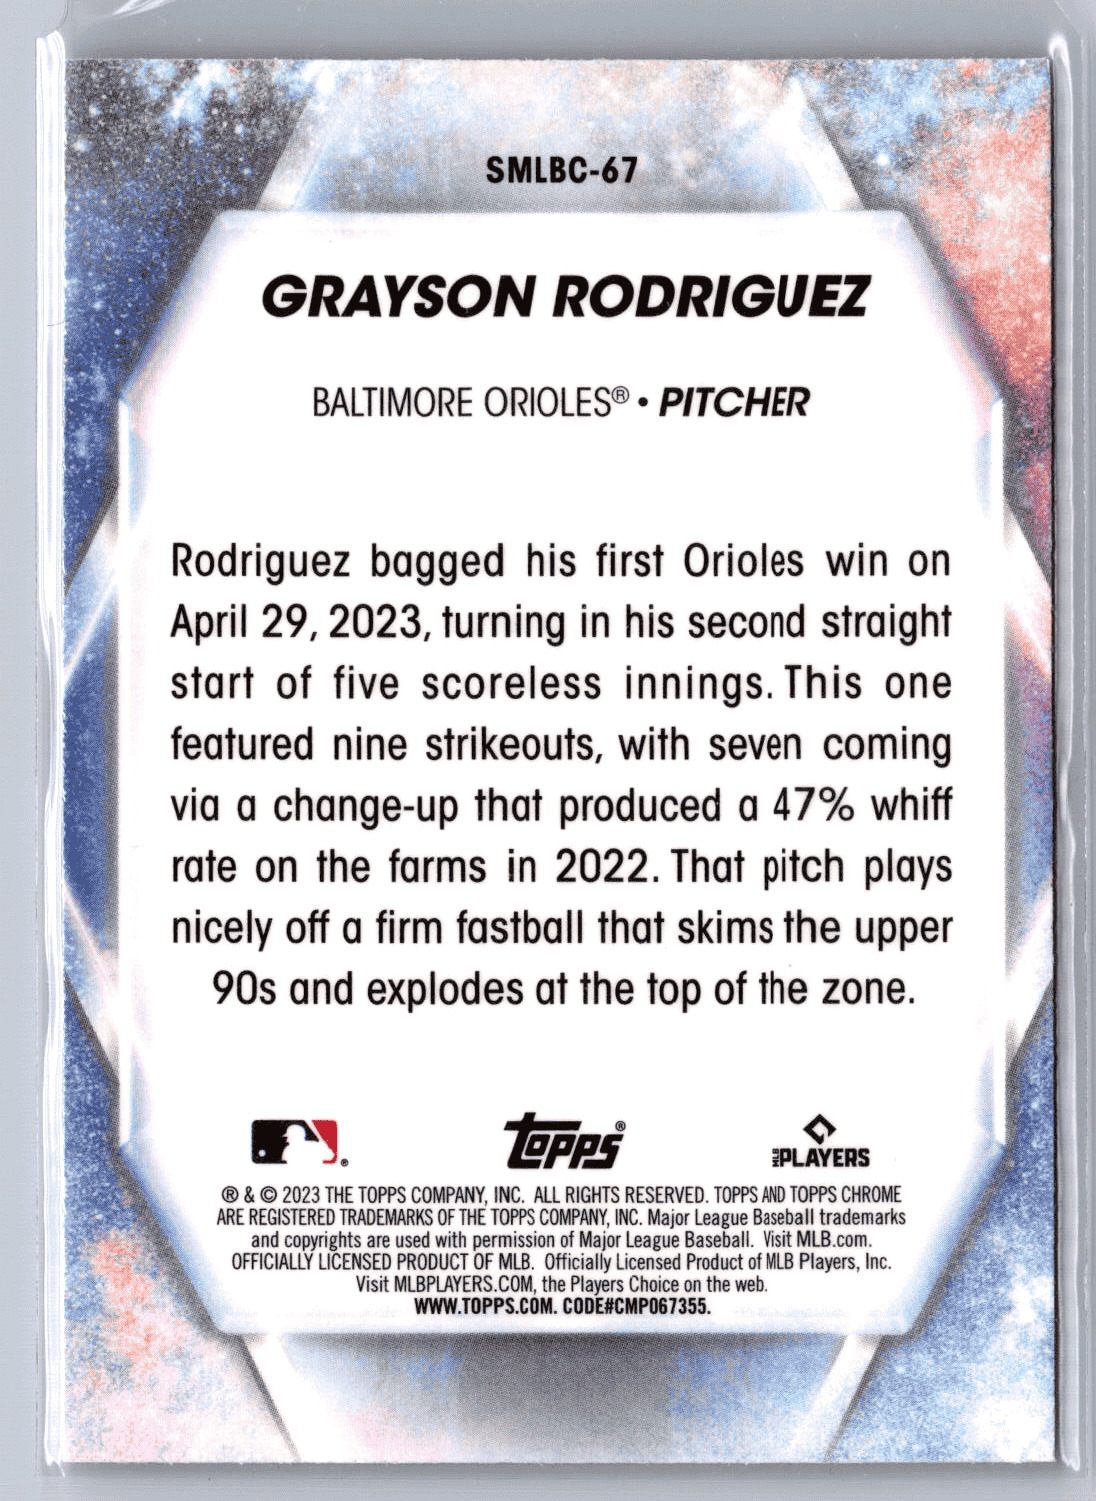 SMLBC-67
GRAYSON RODRIGUEZ
BALTIMORE ORIOLES® • PITCHER
Rodriguez bagged his first Orioles win on
April 29, 2023, turning in his second straight
start of five scoreless innings. This one
featured nine strikeouts, with seven coming
via a change-up that produced a 47% whiff
rate on the farms in 2022. That pitch plays
nicely off a firm fastball that skims the upper
90s and explodes at the top of the zone.
® topps® MLB PLAYERS
® & © 2023 THE TOPPS COMPANY, INC. ALL RIGHTS RESERVED. TOPPS AND TOPPS CHROME
ARE REGISTERED TRADEMARKS OF THE TOPPS COMPANY, INC. Major League Baseball trademarks
and copyrights are used with permission of Major League Baseball. Visit MLB.com.
OFFICIALLY LICENSED PRODUCT OF MLB. Officially Licensed Product of MLB Players, Inc.
Visit MLBPLAYERS.COM, the Players Choice on the web.
WWW.TOPPS.COM. CODE#CMP067355.